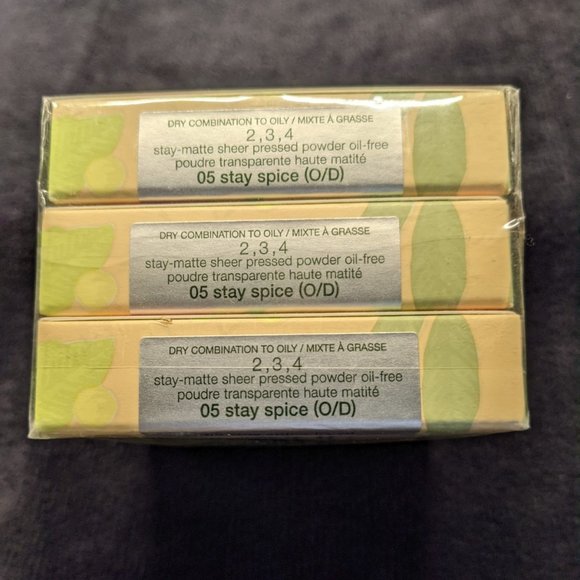 DRY COMBINATION TO OILY / MIXTE À GRASSE
2,3,4
stay-matte sheer pressed powder oil-free
poudre transparente haute matité
05 stay spice (O/D)
DRY COMBINATION TO OILY / MIXTE À GRASSE
2,3,4
stay-matte sheer pressed powder oil-free
poudre transparente haute matité
05 stay spice (O/D)
DRY COMBINATION TO OILY / MIXTE À GRASSE
2,3,4
stay-matte sheer pressed powder oil-free
poudre transparente haute matité
05 stay spice (O/D)